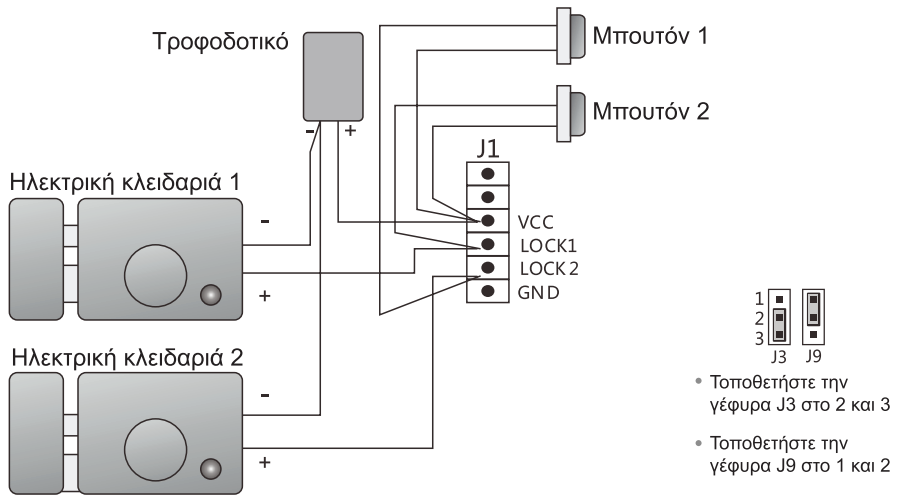 Τροφοδοτικό
Μπουτόν 1
Μπουτόν 2
- +
J1
Ηλεκτρική κλειδαριά 1
-
+
VCC
LOCK1
LOCK2
GND
Ηλεκτρική κλειδαριά 2
-
+
1
2
3
J3 J9
• Τοποθετήστε την
γέφυρα J3 στο 2 και 3
• Τοποθετήστε την
γέφυρα J9 στο 1 και 2